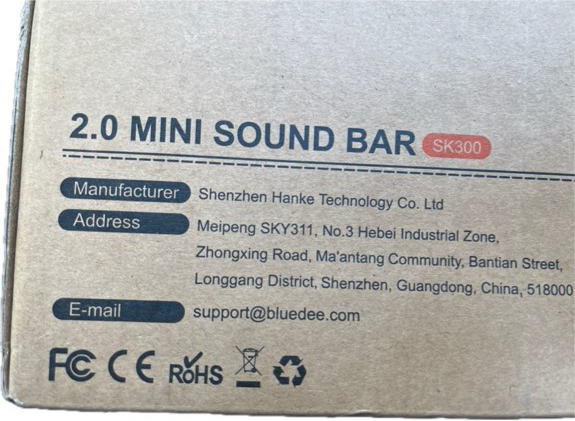 2.0 MINI SOUND BAR SK300
Manufacturer Shenzhen Hanke Technology Co. Ltd
Address Meipeng SKY311, No.3 Hebei Industrial Zone,
Zhongxing Road, Ma'antang Community, Bantian Street,
Longgang District, Shenzhen, Guangdong, China, 518000
E-mail support@bluedee.com
FC CE RoHS